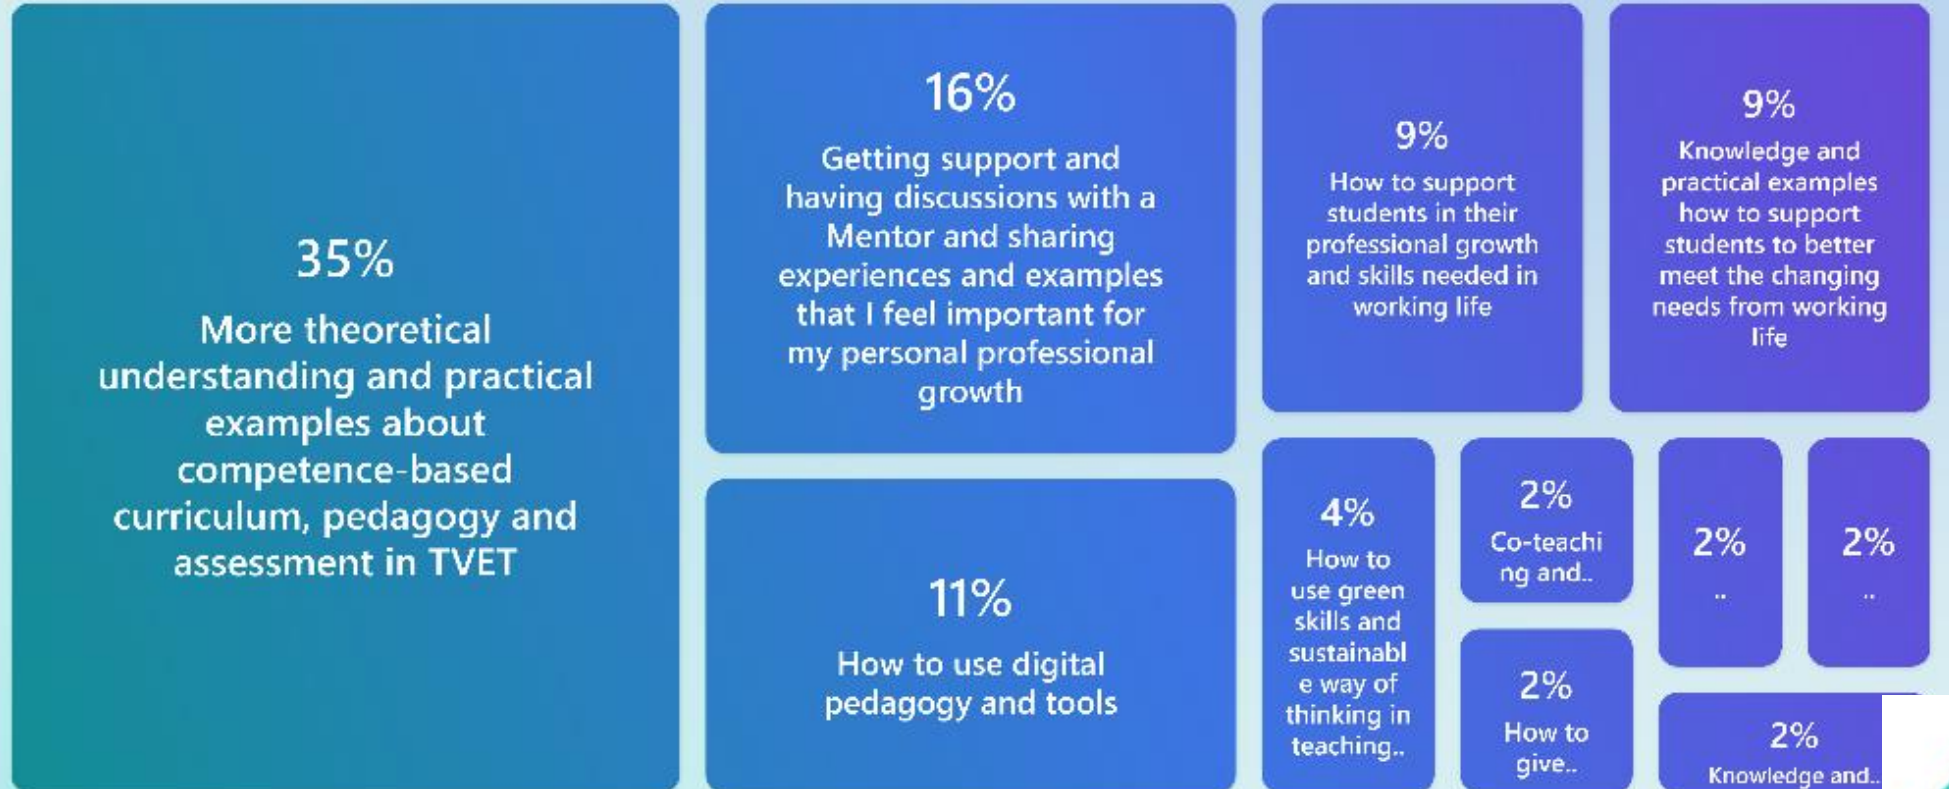 35%
More theoretical
understanding and practical
examples about
competence-based
curriculum, pedagogy and
assessment in TVET
16%
Getting support and
having discussions with a
Mentor and sharing
experiences and examples
that I feel important for
my personal professional
growth
11%
How to use digital
pedagogy and tools
9%
How to support
students in their
professional growth
and skills needed in
working life
9%
Knowledge and
practical examples
how to support
students to better
meet the changing
needs from working
life
4%
How to
use green
skills and
sustainabl
e way of
thinking in
teaching..
2%
Co-teachi
ng and..
2%
How to
give..
2%
..
2%
..
2%
Knowledge and..